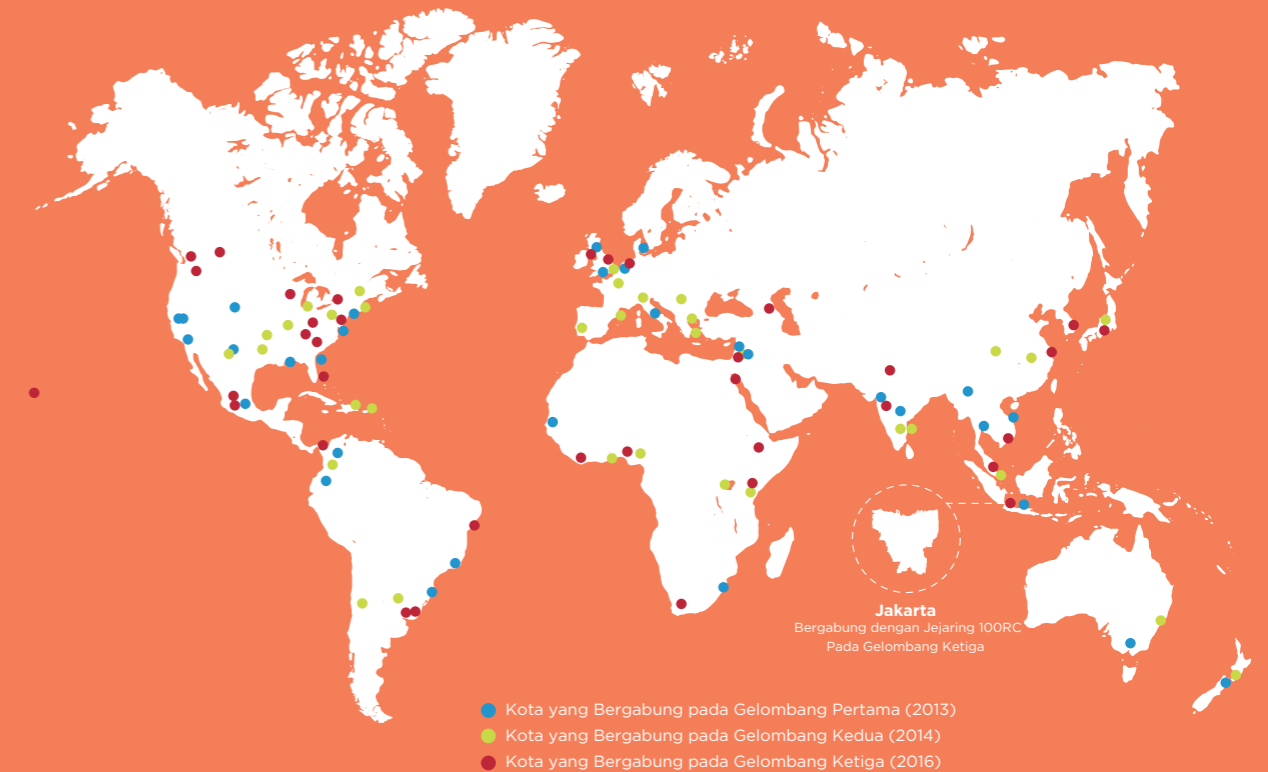 Jakarta
Bergabung dengan Jejaring 100RC
Pada Gelombang Ketiga
Kota yang Bergabung pada Gelombang Pertama (2013)
Kota yang Bergabung pada Gelombang Kedua (2014)
Kota yang Bergabung pada Gelombang Ketiga (2016)